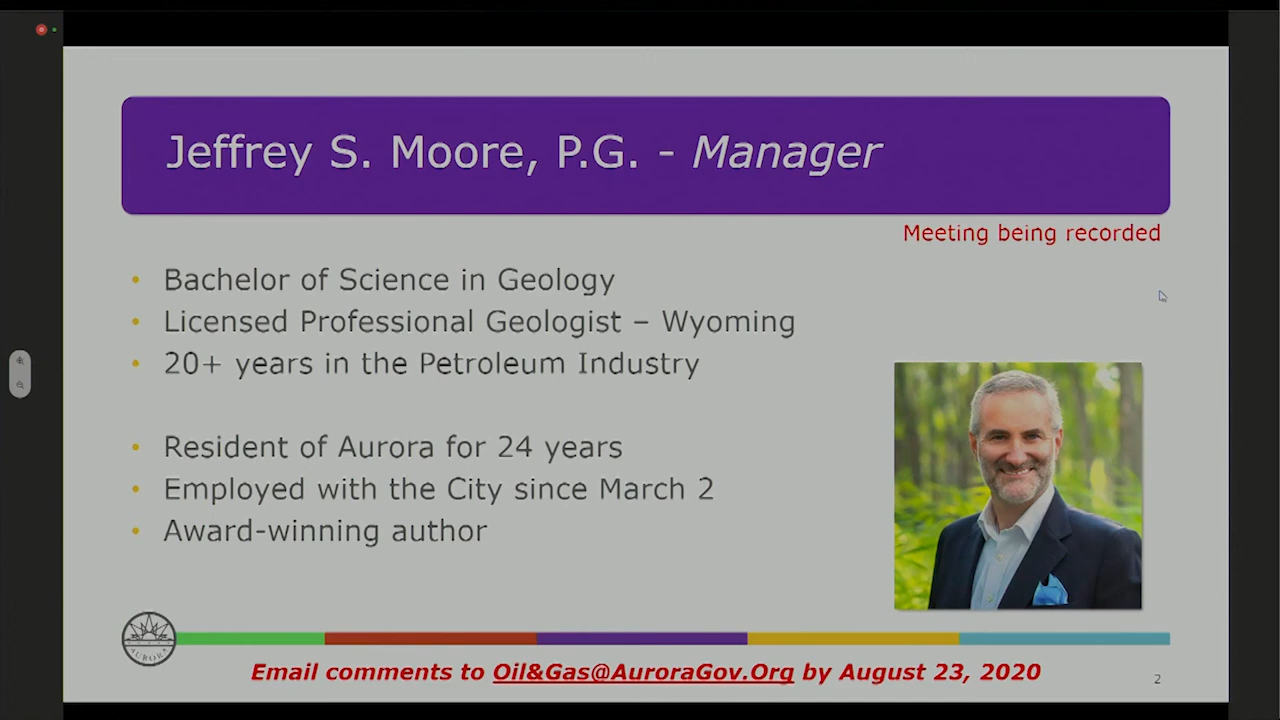 Jeffrey S. Moore, P.G. - Manager
Meeting being recorded
• Bachelor of Science in Geology
• Licensed Professional Geologist – Wyoming
• 20+ years in the Petroleum Industry
• Resident of Aurora for 24 years
• Employed with the City since March 2
• Award-winning author
AURORA
Email comments to Oil&Gas@AuroraGov.Org by August 23, 2020
2